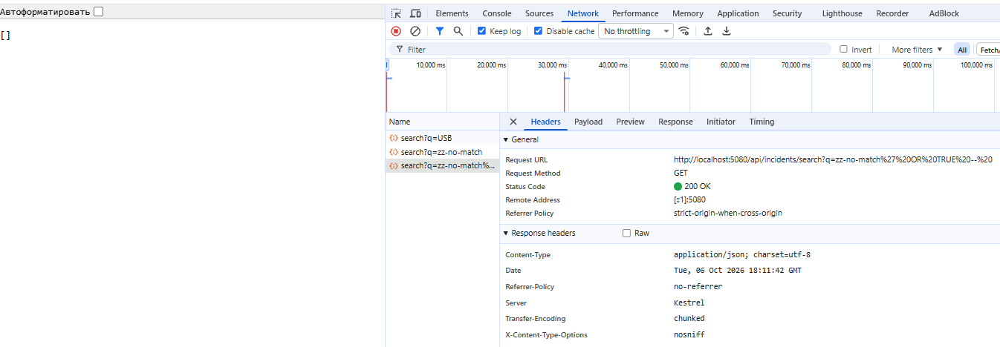 Автоформатировать
[]
Elements Console Sources Network Performance Memory Application Security Lighthouse Recorder AdBlock
Keep log Disable cache No throttling
Filter Invert More filters All Fetch/
10,000 ms 20,000 ms 30,000 ms 40,000 ms 50,000 ms 60,000 ms 70,000 ms 80,000 ms 90,000 ms 100,000 ms
Name
search?q=USB
search?q=zz-no-match
search?q=zz-no-match%...
Headers Payload Preview Response Initiator Timing
General
Request URL http://localhost:5080/api/incidents/search?q=zz-no-match%27%20OR%20TRUE%20--%20
Request Method GET
Status Code 200 OK
Remote Address [::1]:5080
Referrer Policy strict-origin-when-cross-origin
Response headers Raw
Content-Type application/json; charset=utf-8
Date Tue, 06 Oct 2026 18:11:42 GMT
Referrer-Policy no-referrer
Server Kestrel
Transfer-Encoding chunked
X-Content-Type-Options nosniff